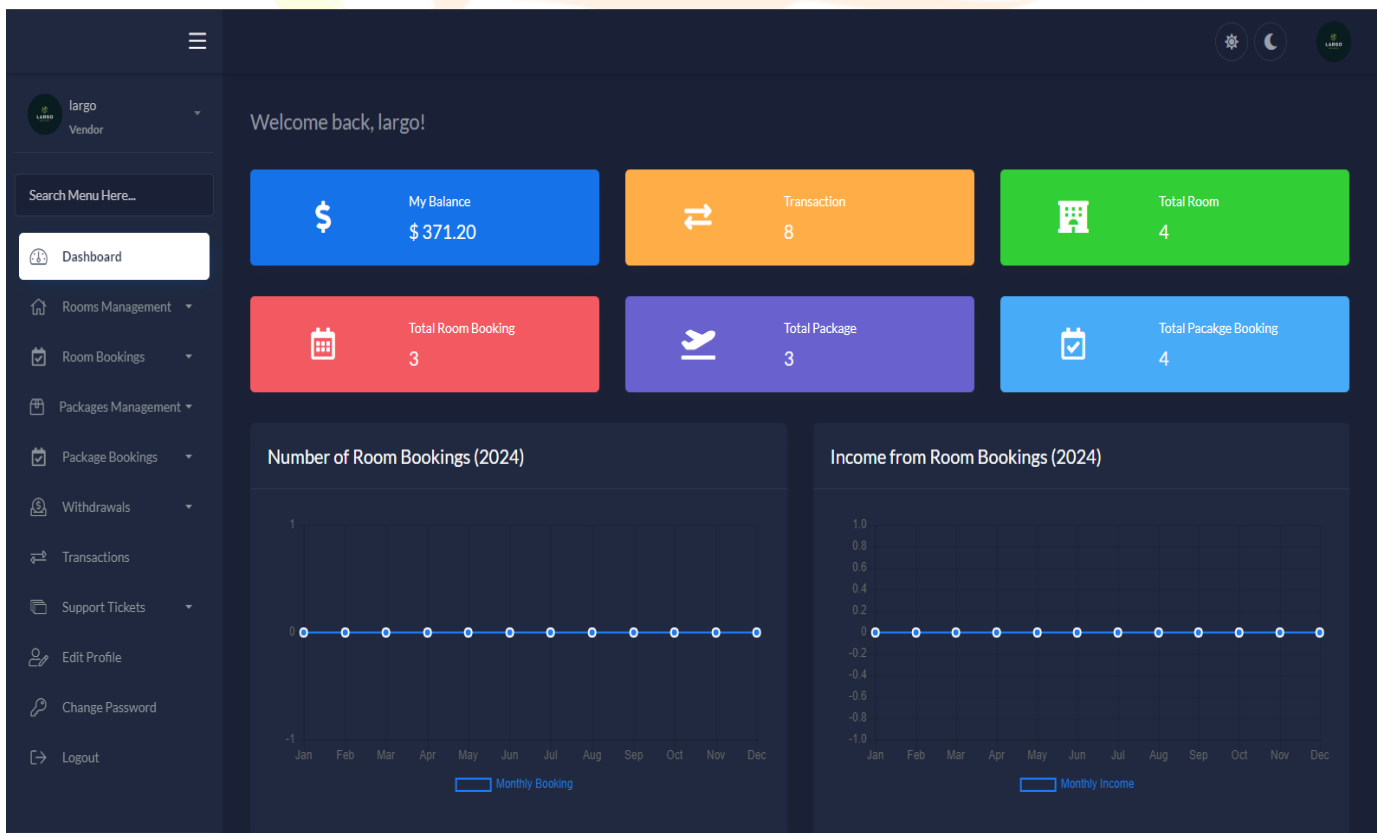 LARGO
largo
Vendor
Search Menu Here...
Dashboard
Rooms Management
Room Bookings
Packages Management
Package Bookings
Withdrawals
Transactions
Support Tickets
Edit Profile
Change Password
Logout
LARGO
Welcome back, largo!
My Balance
$ 371.20
Transaction
8
Total Room
4
Total Room Booking
3
Total Package
3
Total Pacakge Booking
4
Number of Room Bookings (2024)
1
0
-1
Jan Feb Mar Apr May Jun Jul Aug Sep Oct Nov Dec
Monthly Booking
Income from Room Bookings (2024)
1.0
0.8
0.6
0.4
0.2
0
-0.2
-0.4
-0.6
-0.8
-1.0
Jan Feb Mar Apr May Jun Jul Aug Sep Oct Nov Dec
Monthly Income